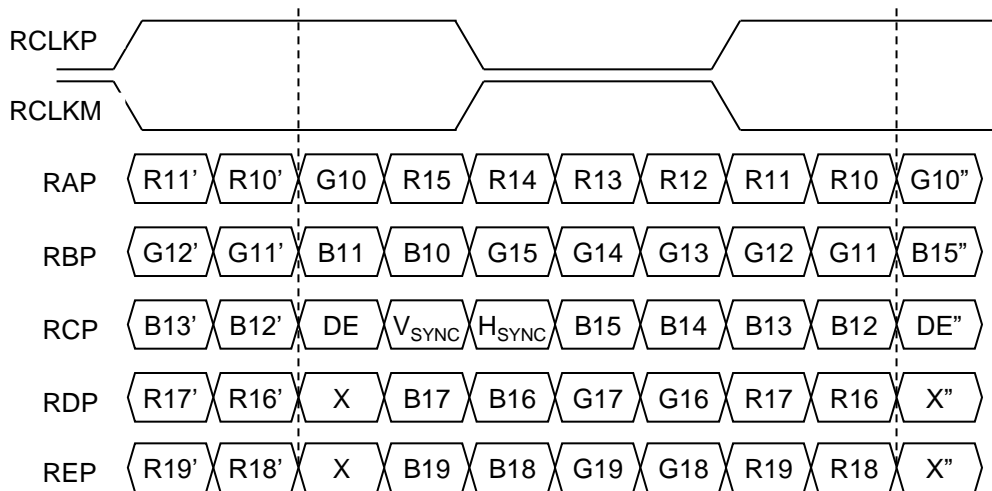 RCLKP
RCLKM
RAP R11’ R10’ G10 R15 R14 R13 R12 R11 R10 G10”
RBP G12’ G11’ B11 B10 G15 G14 G13 G12 G11 B15”
RCP B13’ B12’ DE VSYNC HSYNC B15 B14 B13 B12 DE”
RDP R17’ R16’ X B17 B16 G17 G16 R17 R16 X”
REP R19’ R18’ X B19 B18 G19 G18 R19 R18 X”